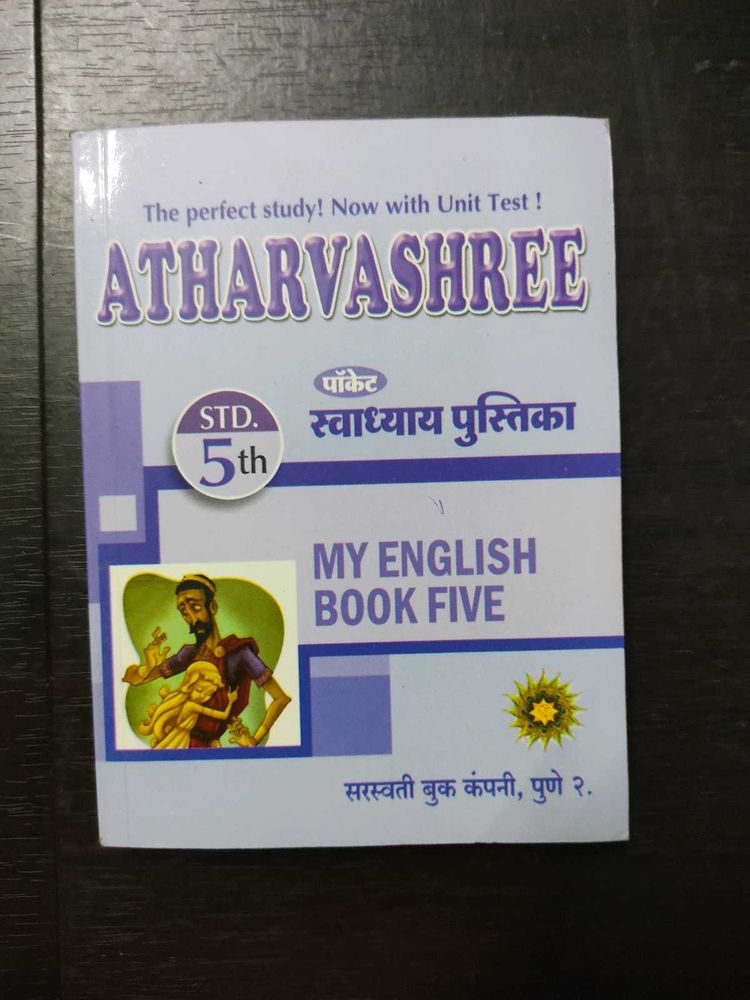 The perfect study! Now with Unit Test !
ATHARVASHREE
पॉकेट
स्वाध्याय पुस्तिका
STD.
5th
MY ENGLISH
BOOK FIVE
सरस्वती बुक कंपनी, पुणे २.